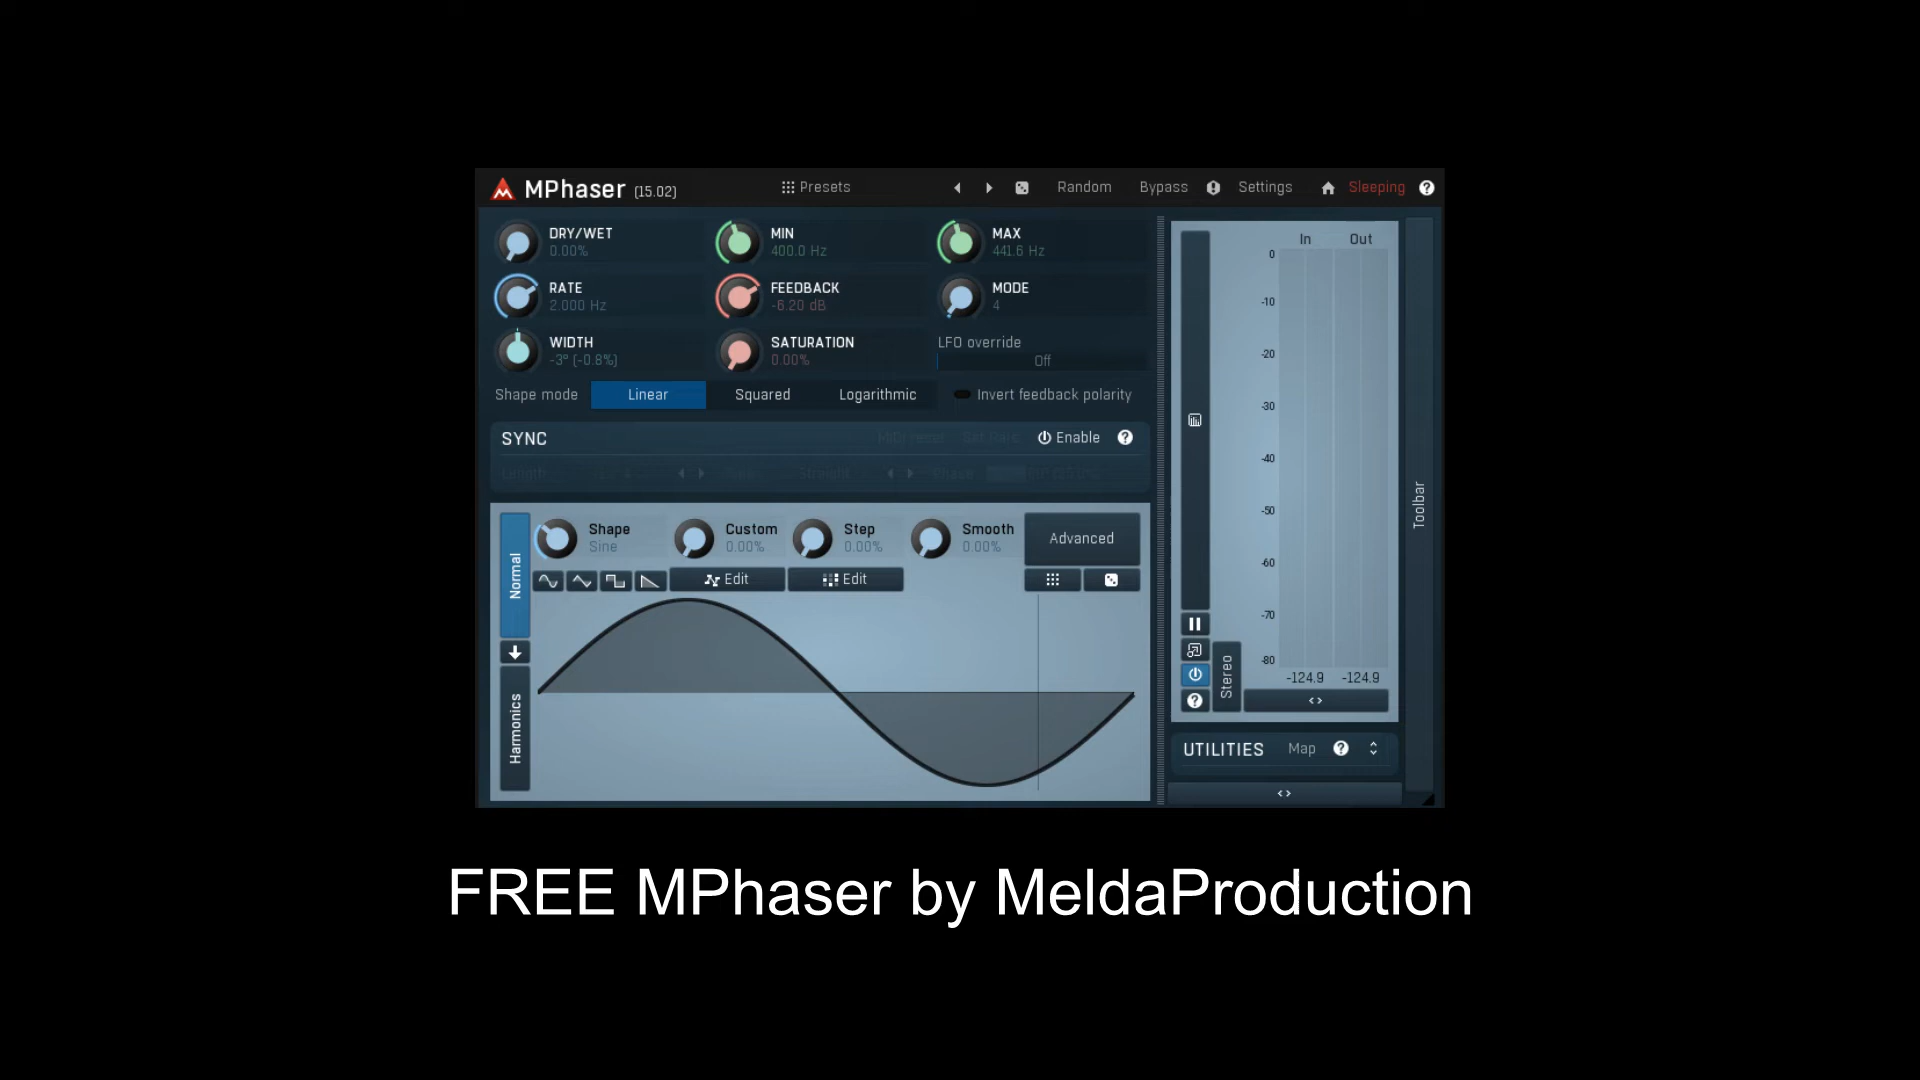 MPhaser (15.02) Presets Random Bypass Settings Sleeping ?
DRY/WET MIN MAX
0.00% 400.0 Hz 441.6 Hz
RATE FEEDBACK MODE
2.000 Hz -6.20 dB 4
WIDTH SATURATION LFO override
-3° (-0.8%) 0.00% Off
Shape mode Linear Squared Logarithmic Invert feedback polarity
SYNC Enable ?
Length
Normal
Shape Custom Step Smooth Advanced
Sine 0.00% 0.00% 0.00%
Edit Edit
Harmonics
In Out
0
-10
-20
-30
-40
-50
-60
-70
-80
-124.9 -124.9
Stereo
?
UTILITIES Map ?
Toolbar
FREE MPhaser by MeldaProduction